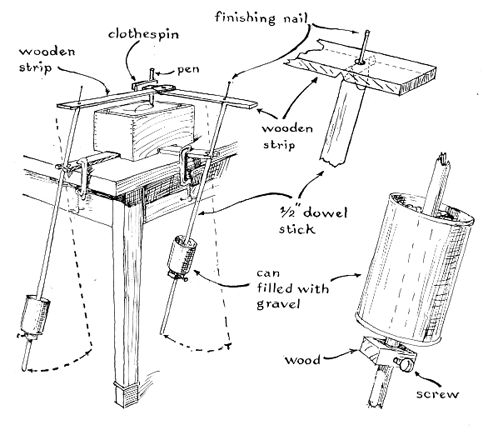 finishing nail
clothespin
wooden
strip
pen
wooden
strip
1/2" dowel
stick
can
filled with
gravel
wood
screw